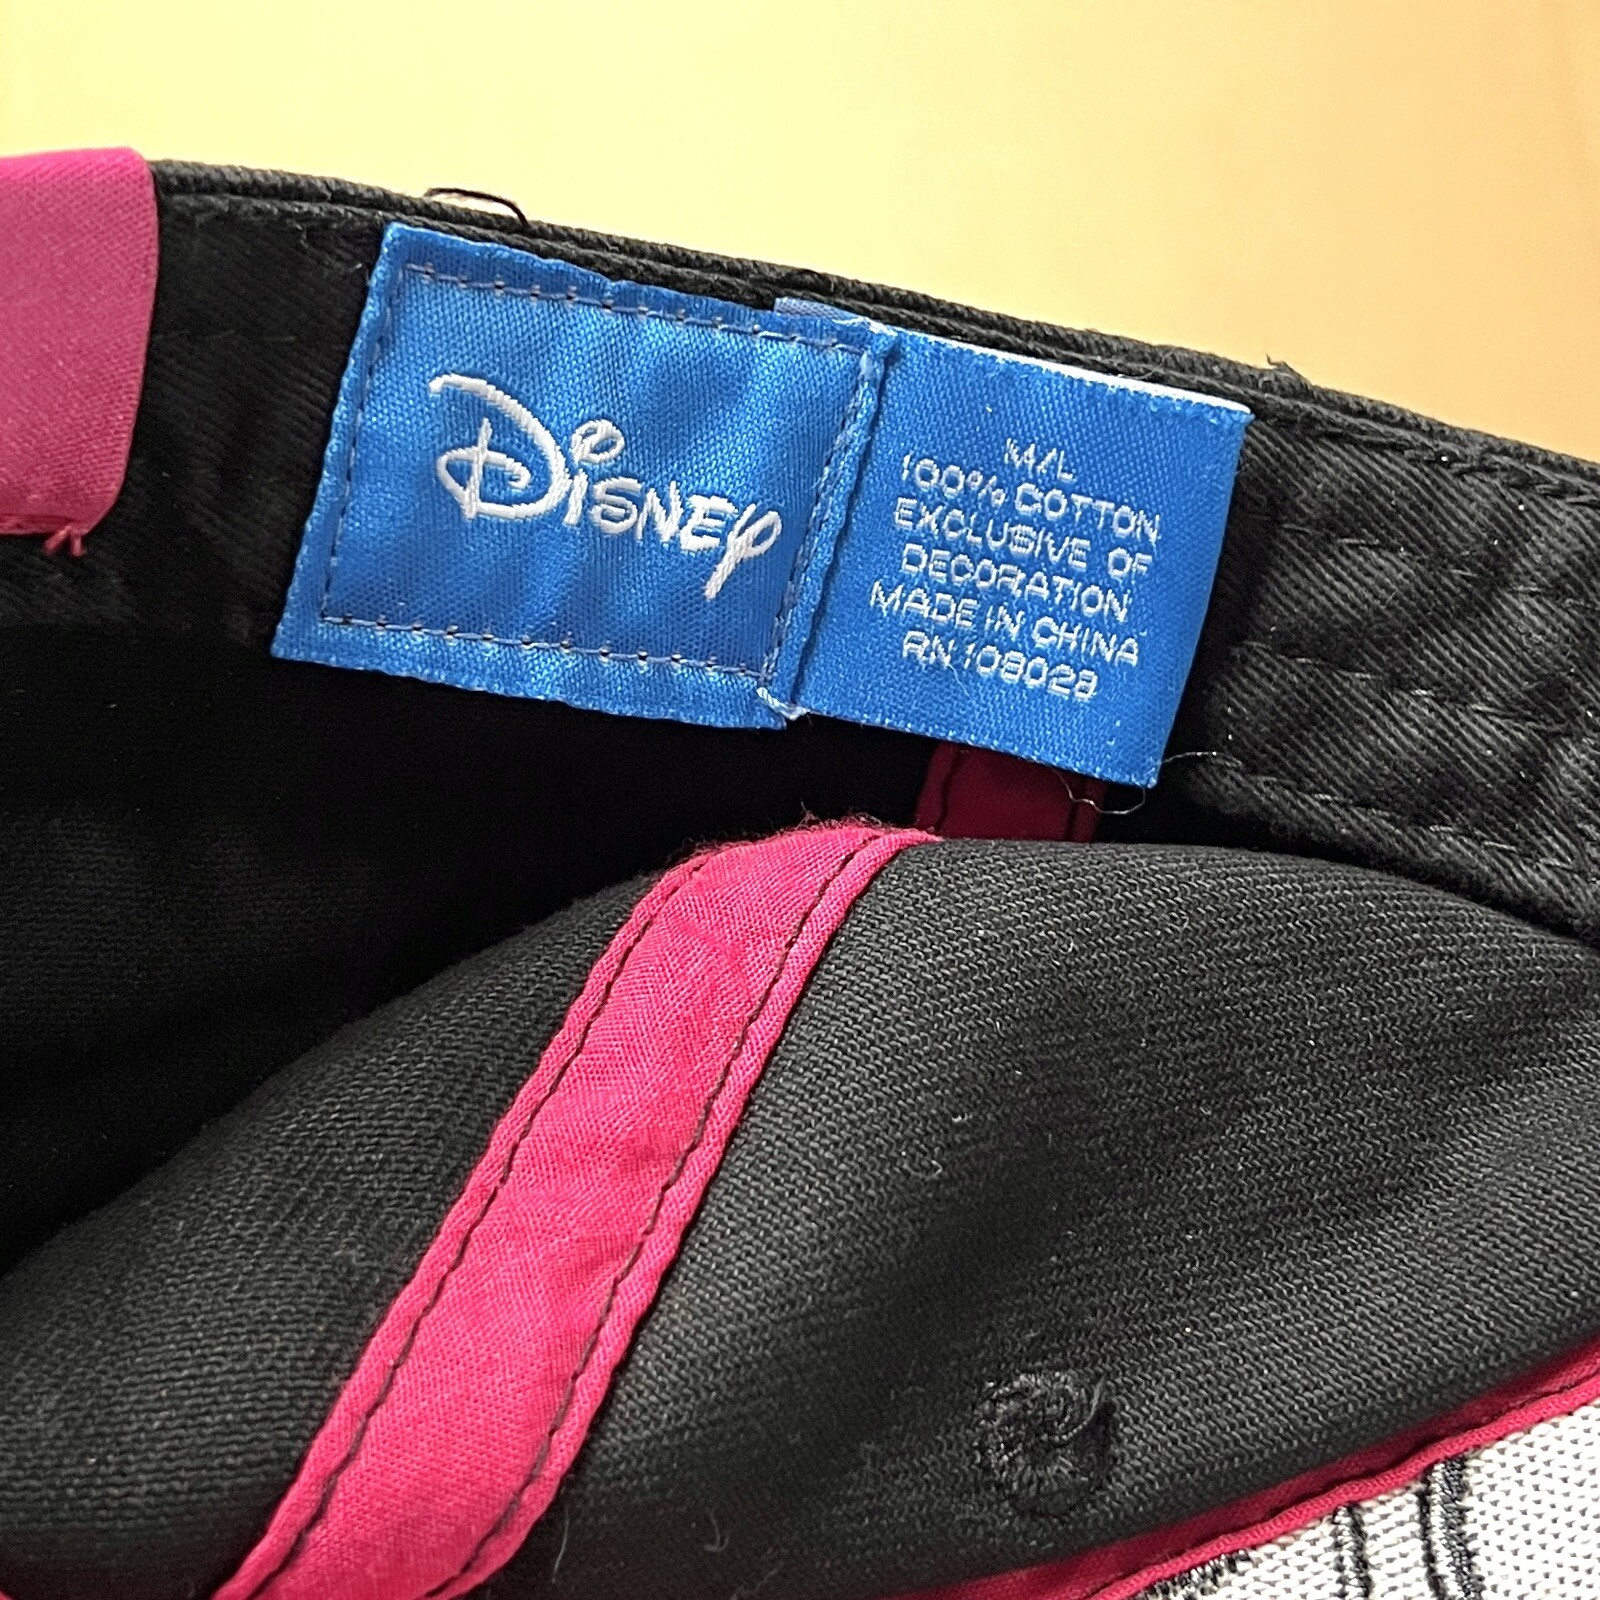 Disney
M/L
100% COTTON
EXCLUSIVE OF
DECORATION
MADE IN CHINA
RN 108028